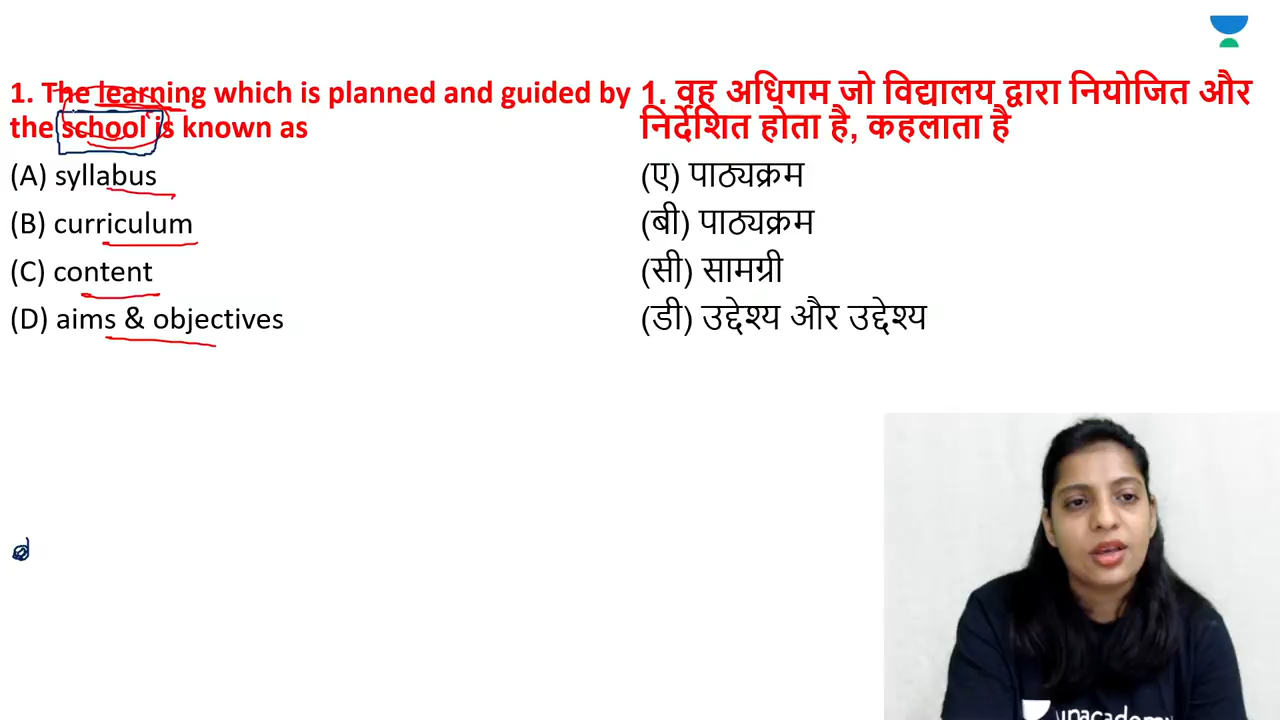 1. The learning which is planned and guided by
the school is known as
(A) syllabus
(B) curriculum
(C) content
(D) aims & objectives
1. वह अधिगम जो विद्यालय द्वारा नियोजित और
निर्देशित होता है, कहलाता है
(ए) पाठ्यक्रम
(बी) पाठ्यक्रम
(सी) सामग्री
(डी) उद्देश्य और उद्देश्य
unacademy